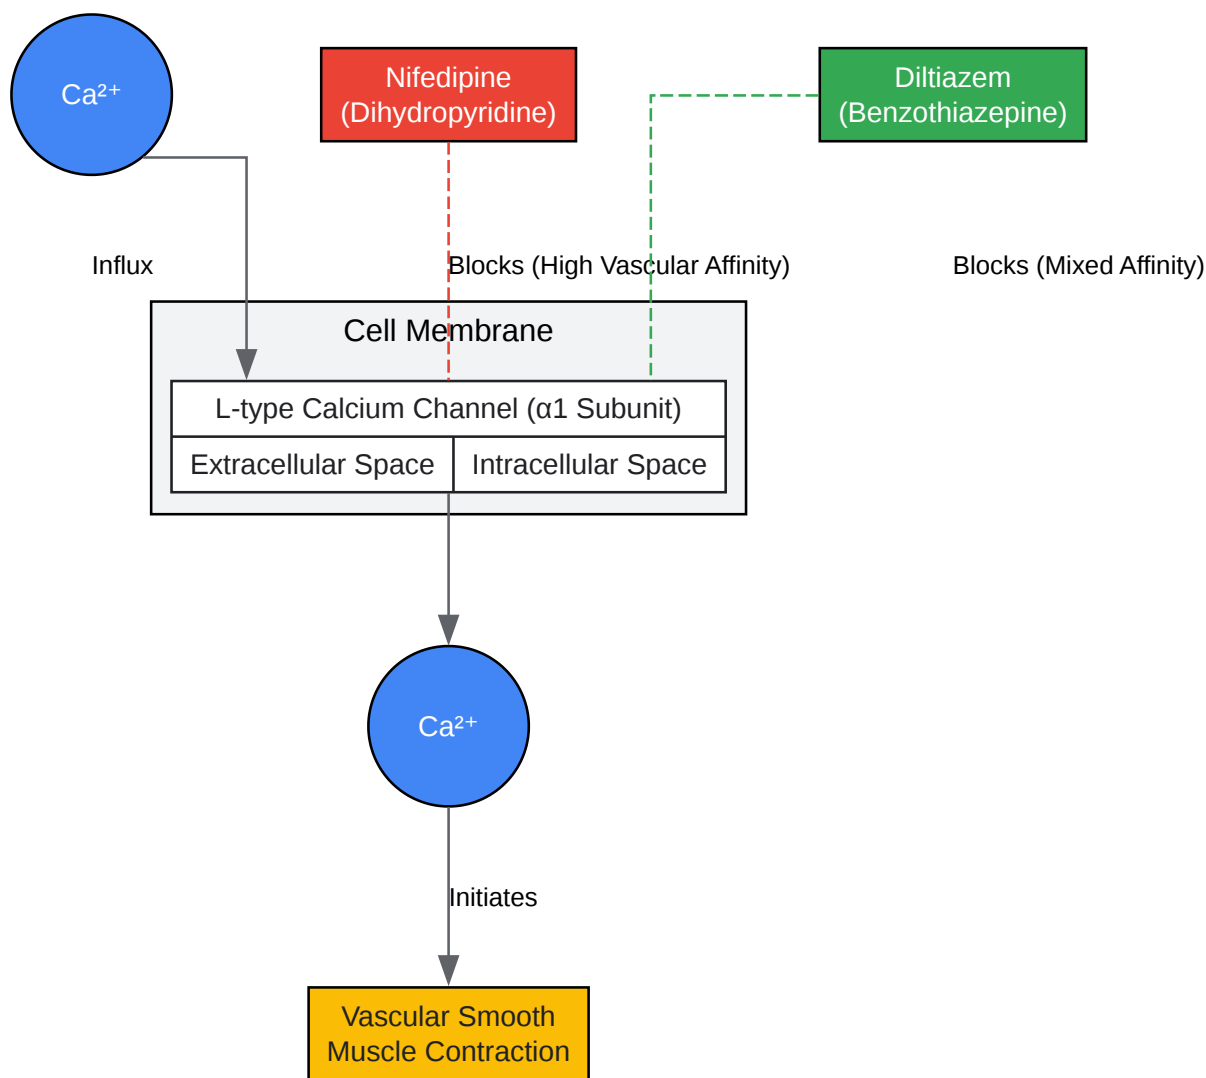 Ca²⁺
Nifedipine
(Dihydropyridine)
Diltiazem
(Benzothiazepine)
Influx
Blocks (High Vascular Affinity)
Blocks (Mixed Affinity)
Cell Membrane
L-type Calcium Channel (α1 Subunit)
Extracellular Space
Intracellular Space
Ca²⁺
Initiates
Vascular Smooth
Muscle Contraction